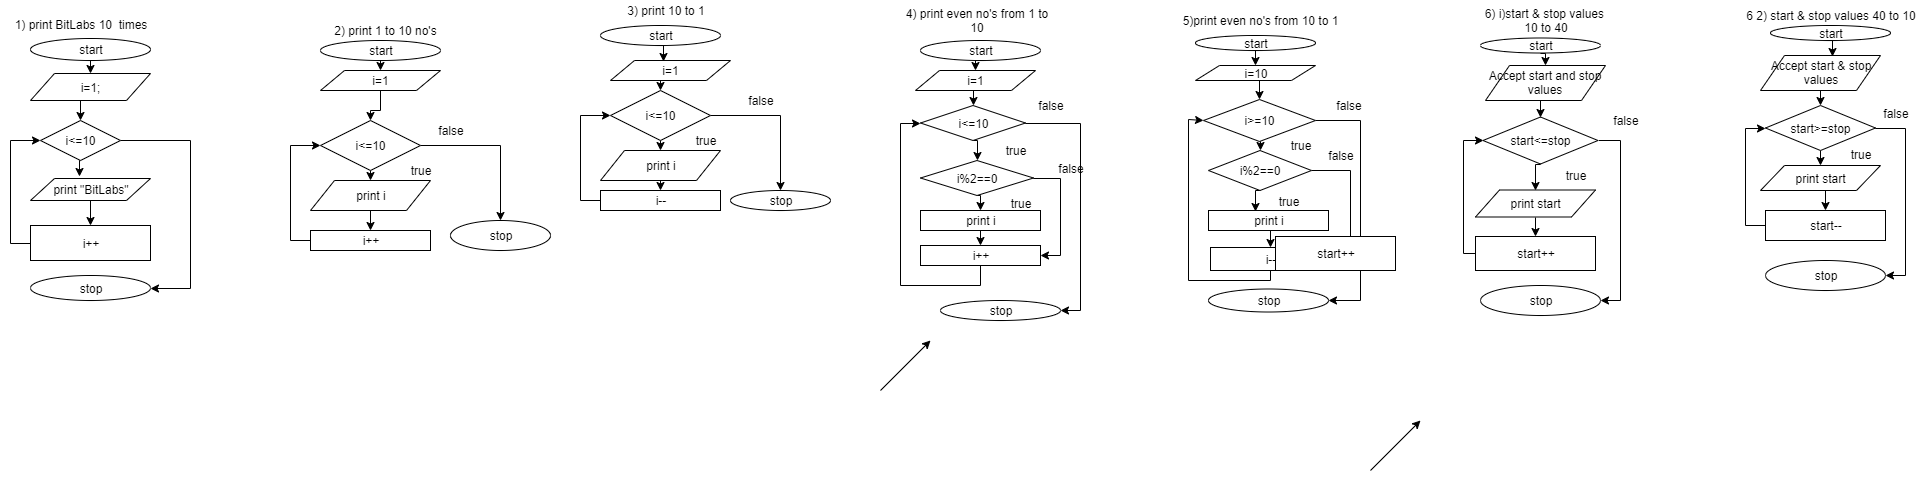 1) print BitLabs 10  times
start
i=1;
i<=10
print "BitLabs"
i++
stop
2) print 1 to 10 no's
start
i=1
i<=10
false
true
print i
i++
stop
3) print 10 to 1
start
i=1
i<=10
false
true
print i
i--
stop
4) print even no's from 1 to
10
start
i=1
i<=10
false
true
i%2==0
false
true
print i
i++
stop
5)print even no's from 10 to 1
start
i=10
i>=10
false
true
i%2==0
false
true
print i
i--
start++
stop
6) i)start & stop values
10 to 40
start
Accept start and stop
values
start<=stop
false
true
print start
start++
stop
6 2) start & stop values 40 to 10
start
Accept start & stop
values
start>=stop
false
true
print start
start--
stop